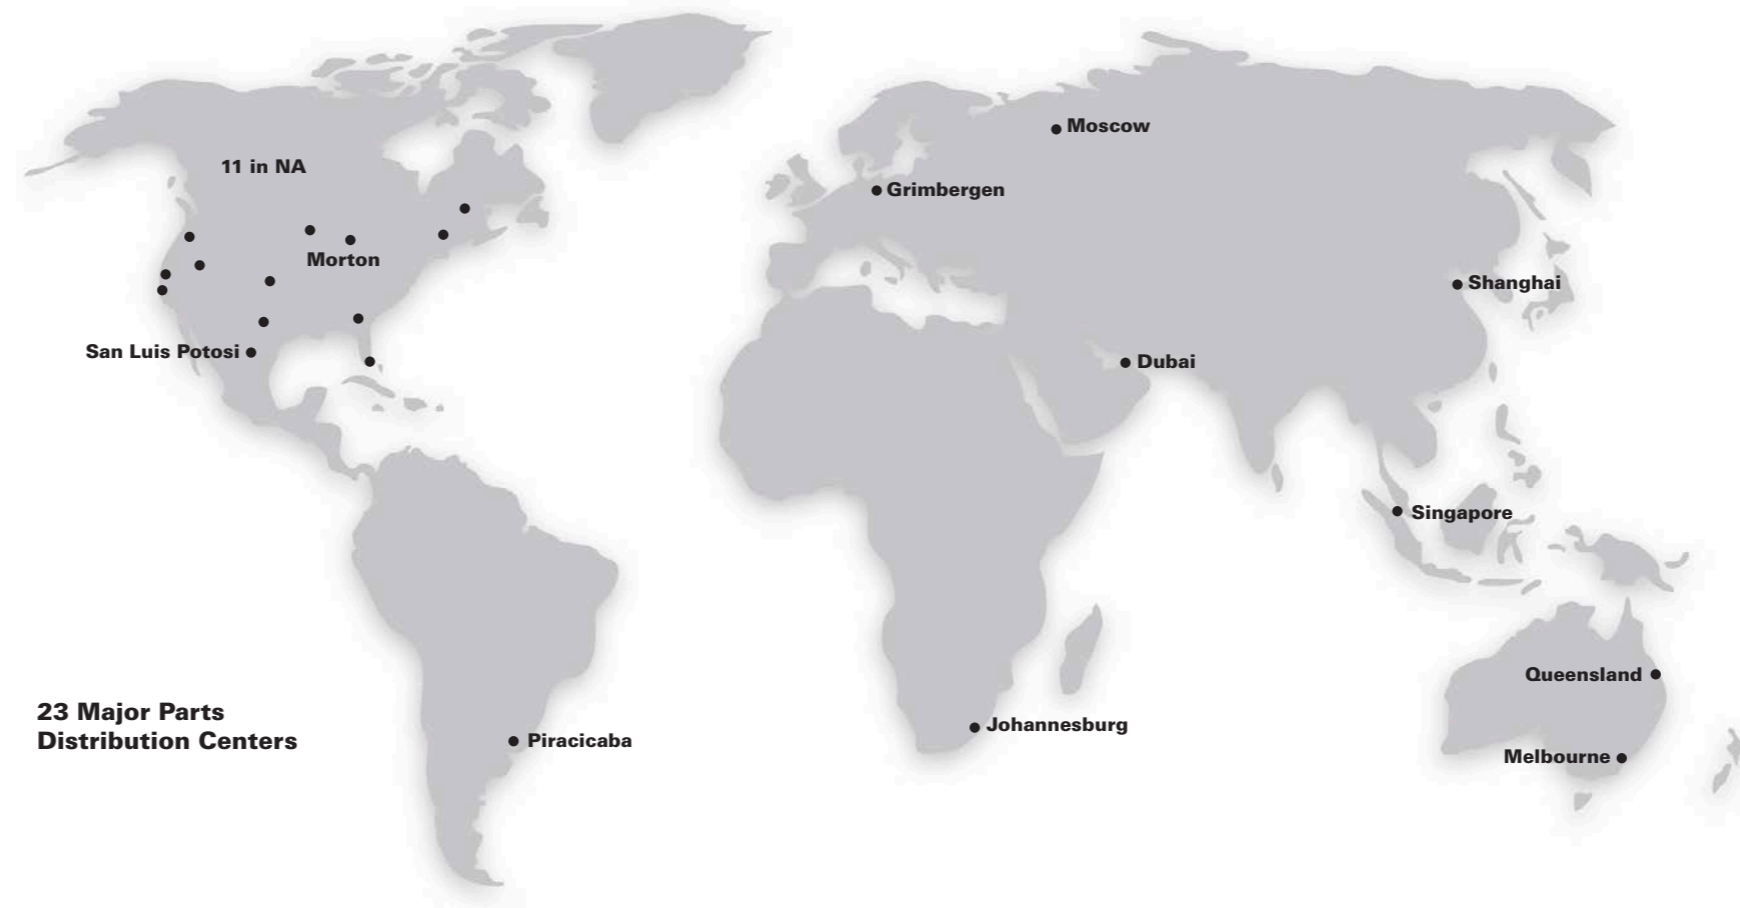 Moscow
11 in NA
Grimbergen
Morton
Shanghai
San Luis Potosi
Dubai
Singapore
Queensland
23 Major Parts
Distribution Centers
Johannesburg
Piracicaba
Melbourne